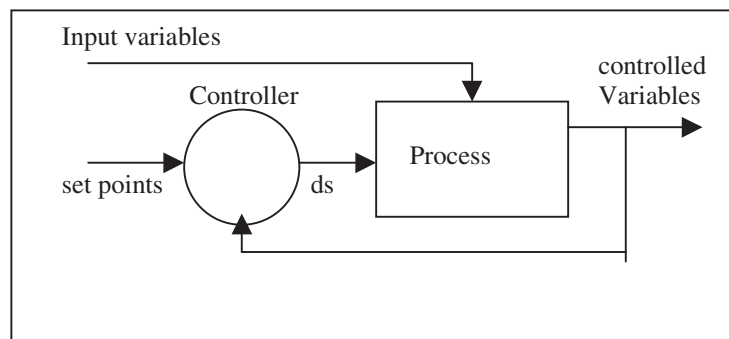 Input variables
controlled
Variables
Controller
Process
set points
ds